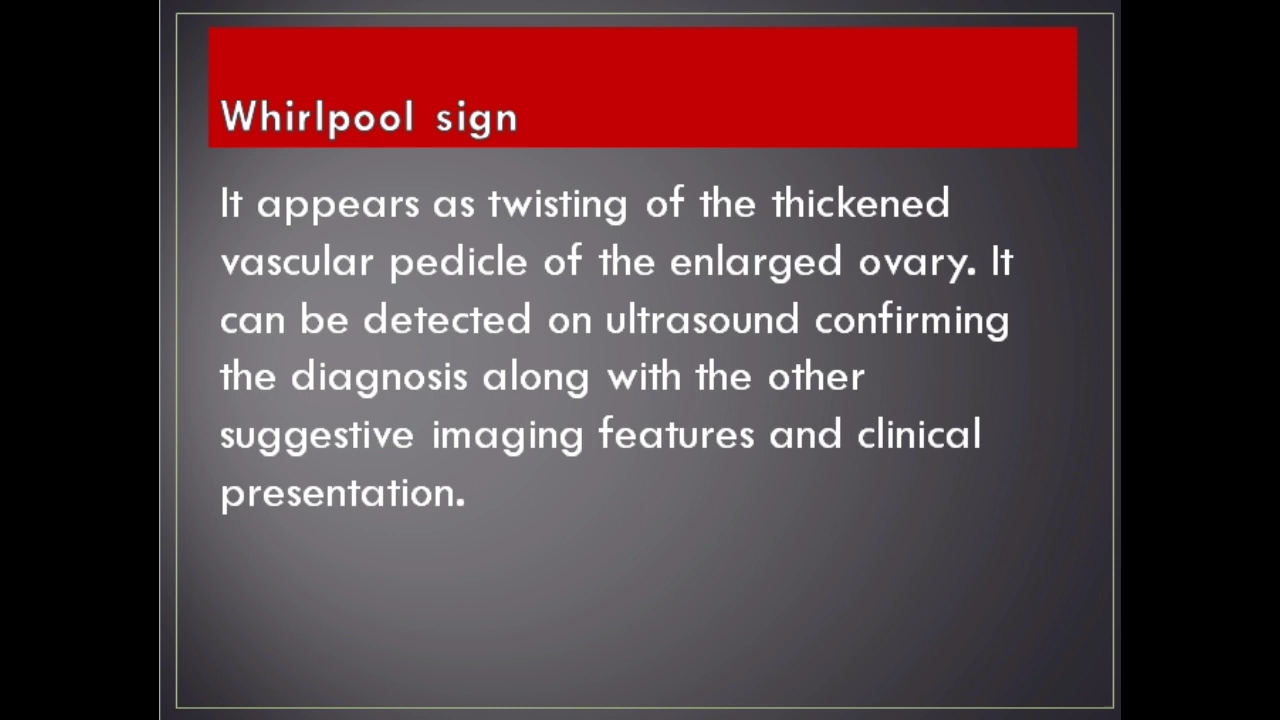 Whirlpool sign
It appears as twisting of the thickened
vascular pedicle of the enlarged ovary. It
can be detected on ultrasound confirming
the diagnosis along with the other
suggestive imaging features and clinical
presentation.